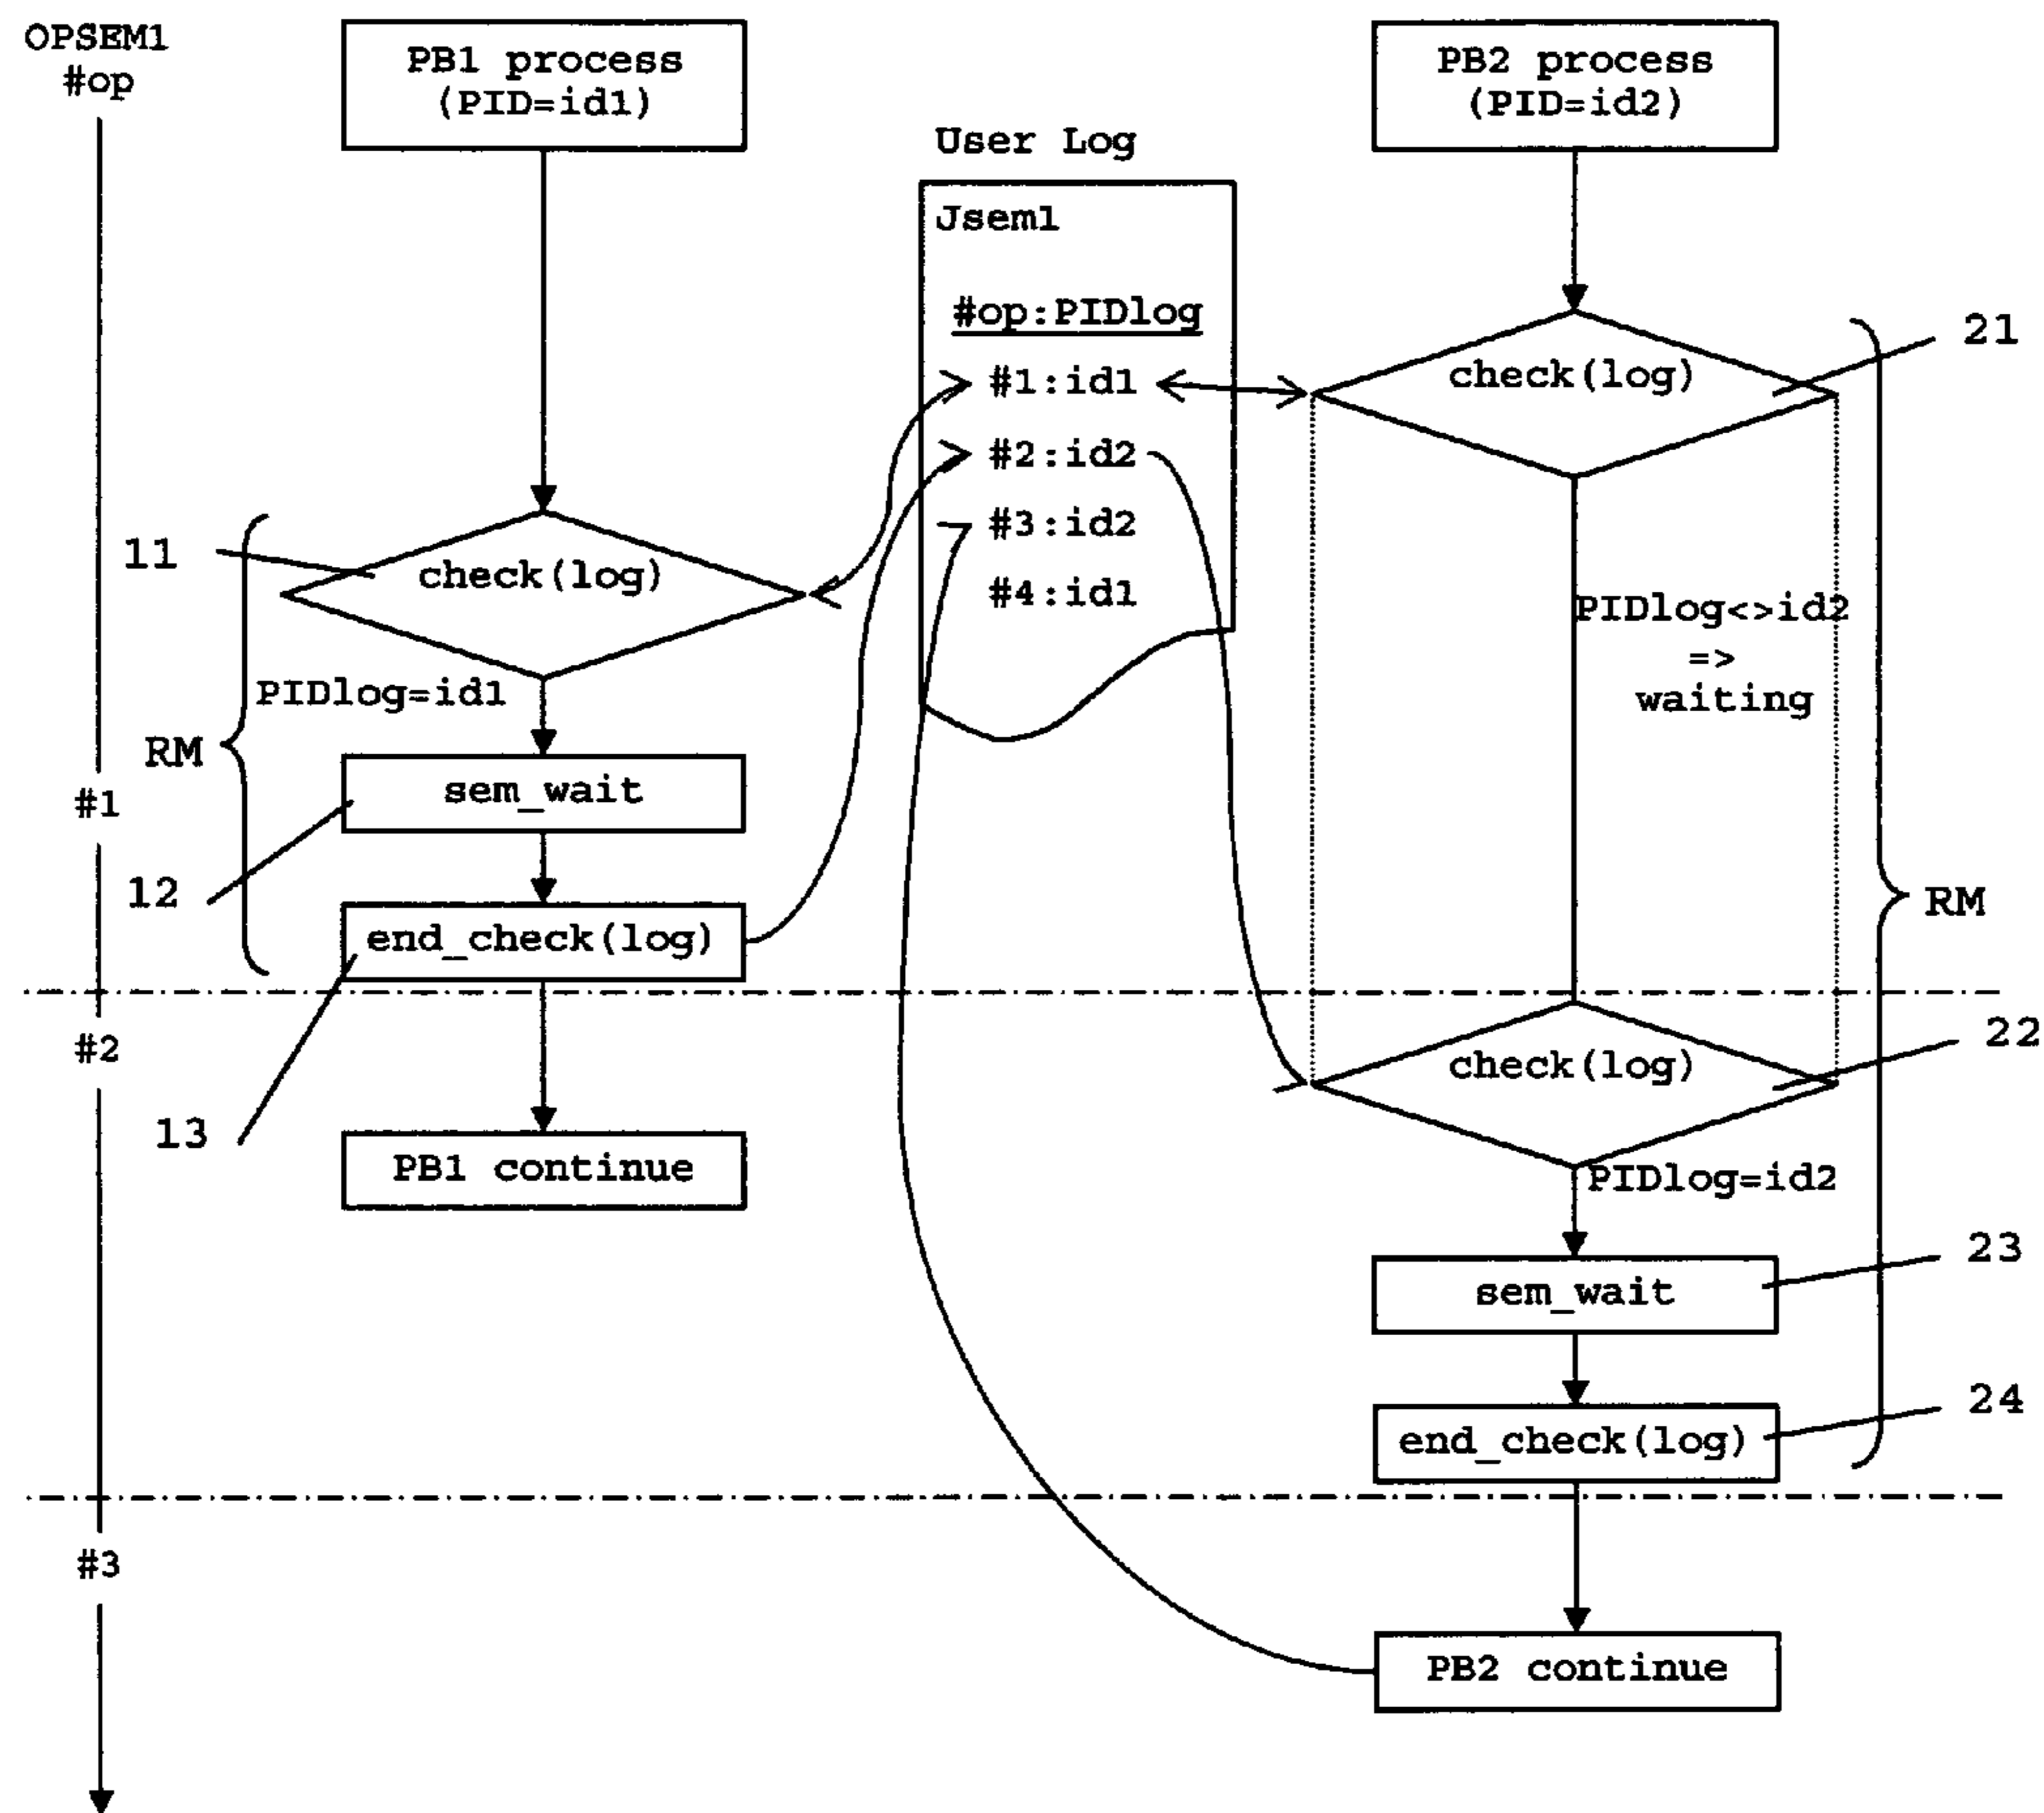 OPSEM1
#op
PB1 process
(PID=id1)
PB2 process
(PID=id2)
User Log
Jsem1
#op:PIDlog
#1:id1
#2:id2
#3:id2
#4:id1
check(log)
21
11
check(log)
PIDlog=id1
PIDlog<>id2
=>
waiting
RM
sem_wait
#1
12
end_check(log)
RM
#2
check(log)
22
13
PB1 continue
PIDlog=id2
sem_wait
23
end_check(log)
24
#3
PB2 continue